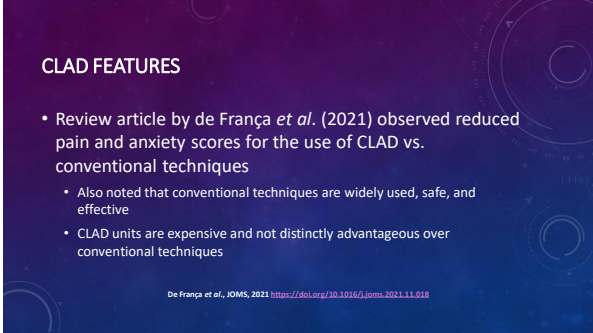 CLAD FEATURES
• Review article by de França et al. (2021) observed reduced
pain and anxiety scores for the use of CLAD vs.
conventional techniques
• Also noted that conventional techniques are widely used, safe, and
effective
• CLAD units are expensive and not distinctly advantageous over
conventional techniques
De França et al., JOMS, 2021 https://doi.org/10.1016/j.joms.2021.11.018